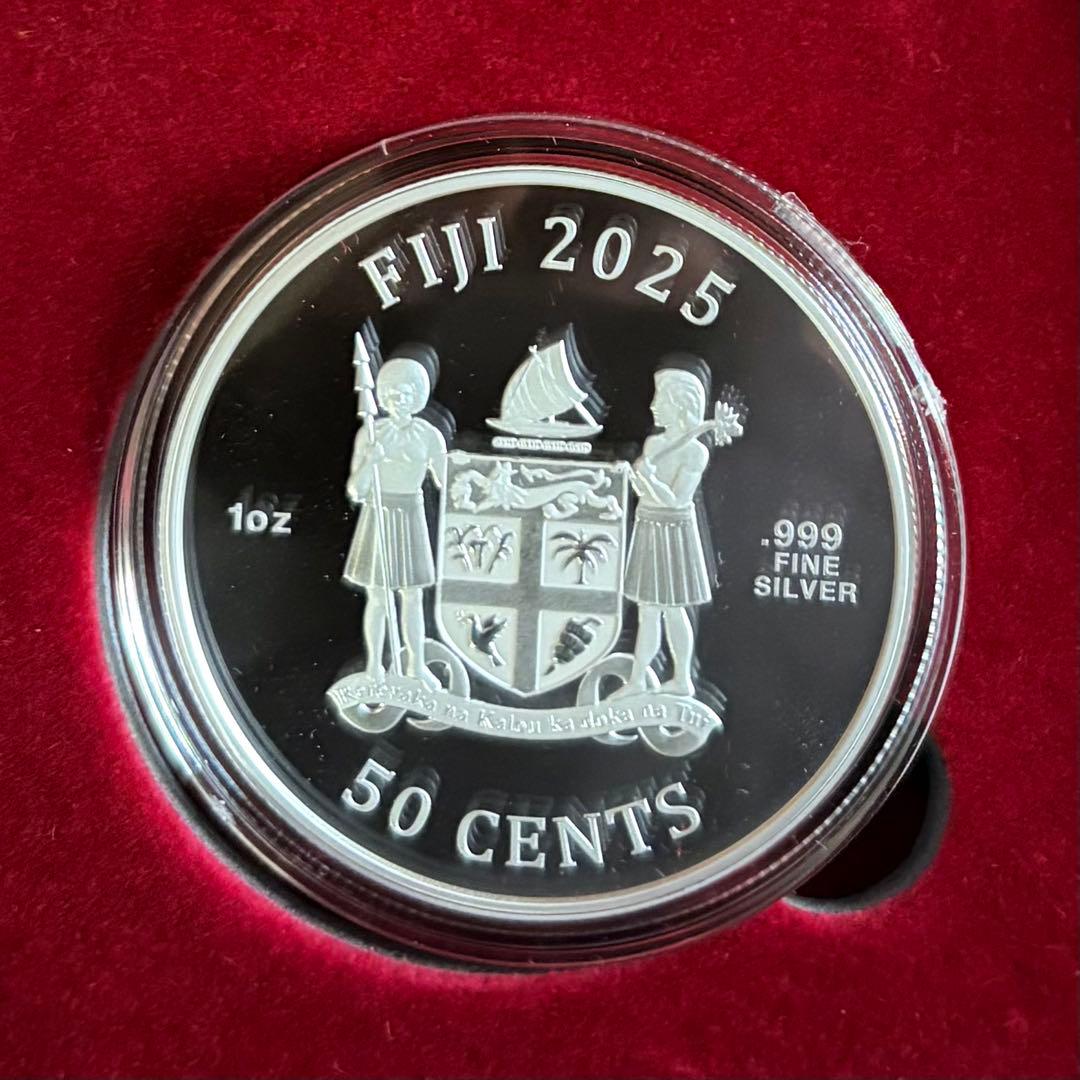 FIJI 2025
1oz
.999
FINE
SILVER
Rerevaka na Kalou ka doka na Tui
50 CENTS